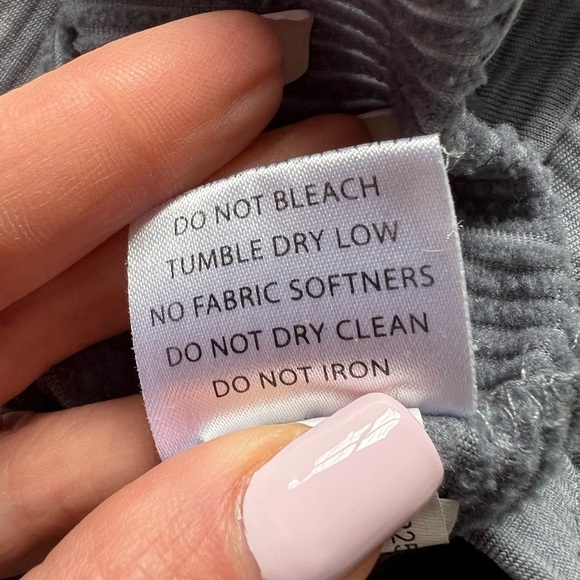 DO NOT BLEACH
TUMBLE DRY LOW
NO FABRIC SOFTNERS
DO NOT DRY CLEAN
DO NOT IRON